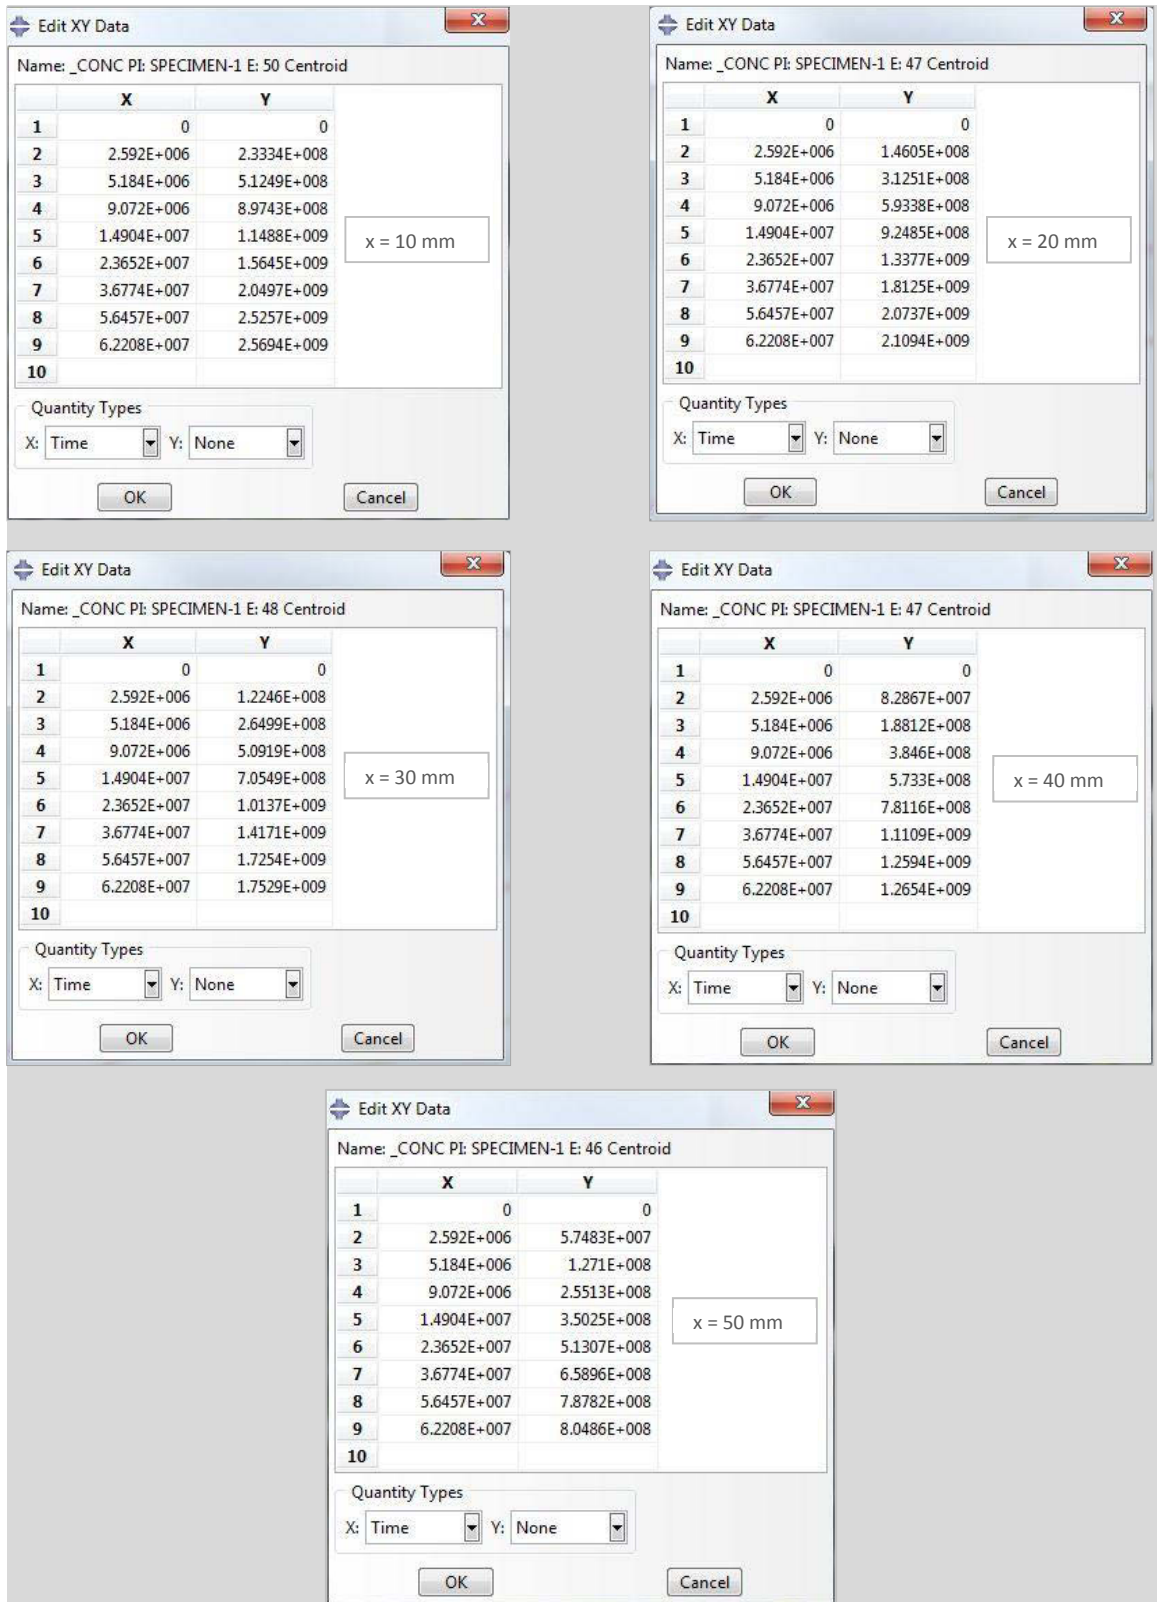 Edit XY Data
Name: _CONC PI: SPECIMEN-1 E: 50 Centroid
X Y
1 0 0
2 2.592E+006 2.3334E+008
3 5.184E+006 5.1249E+008
4 9.072E+006 8.9743E+008
5 1.4904E+007 1.1488E+009
6 2.3652E+007 1.5645E+009
7 3.6774E+007 2.0497E+009
8 5.6457E+007 2.5257E+009
9 6.2208E+007 2.5694E+009
10
x = 10 mm
Quantity Types
X: Time Y: None
OK Cancel
Edit XY Data
Name: _CONC PI: SPECIMEN-1 E: 47 Centroid
X Y
1 0 0
2 2.592E+006 1.4605E+008
3 5.184E+006 3.1251E+008
4 9.072E+006 5.9338E+008
5 1.4904E+007 9.2485E+008
6 2.3652E+007 1.3377E+009
7 3.6774E+007 1.8125E+009
8 5.6457E+007 2.0737E+009
9 6.2208E+007 2.1094E+009
10
x = 20 mm
Quantity Types
X: Time Y: None
OK Cancel
Edit XY Data
Name: _CONC PI: SPECIMEN-1 E: 48 Centroid
X Y
1 0 0
2 2.592E+006 1.2246E+008
3 5.184E+006 2.6499E+008
4 9.072E+006 5.0919E+008
5 1.4904E+007 7.0549E+008
6 2.3652E+007 1.0137E+009
7 3.6774E+007 1.4171E+009
8 5.6457E+007 1.7254E+009
9 6.2208E+007 1.7529E+009
10
x = 30 mm
Quantity Types
X: Time Y: None
OK Cancel
Edit XY Data
Name: _CONC PI: SPECIMEN-1 E: 47 Centroid
X Y
1 0 0
2 2.592E+006 8.2867E+007
3 5.184E+006 1.8812E+008
4 9.072E+006 3.846E+008
5 1.4904E+007 5.733E+008
6 2.3652E+007 7.8116E+008
7 3.6774E+007 1.1109E+009
8 5.6457E+007 1.2594E+009
9 6.2208E+007 1.2654E+009
10
x = 40 mm
Quantity Types
X: Time Y: None
OK Cancel
Edit XY Data
Name: _CONC PI: SPECIMEN-1 E: 46 Centroid
X Y
1 0 0
2 2.592E+006 5.7483E+007
3 5.184E+006 1.271E+008
4 9.072E+006 2.5513E+008
5 1.4904E+007 3.5025E+008
6 2.3652E+007 5.1307E+008
7 3.6774E+007 6.5896E+008
8 5.6457E+007 7.8782E+008
9 6.2208E+007 8.0486E+008
10
x = 50 mm
Quantity Types
X: Time Y: None
OK Cancel